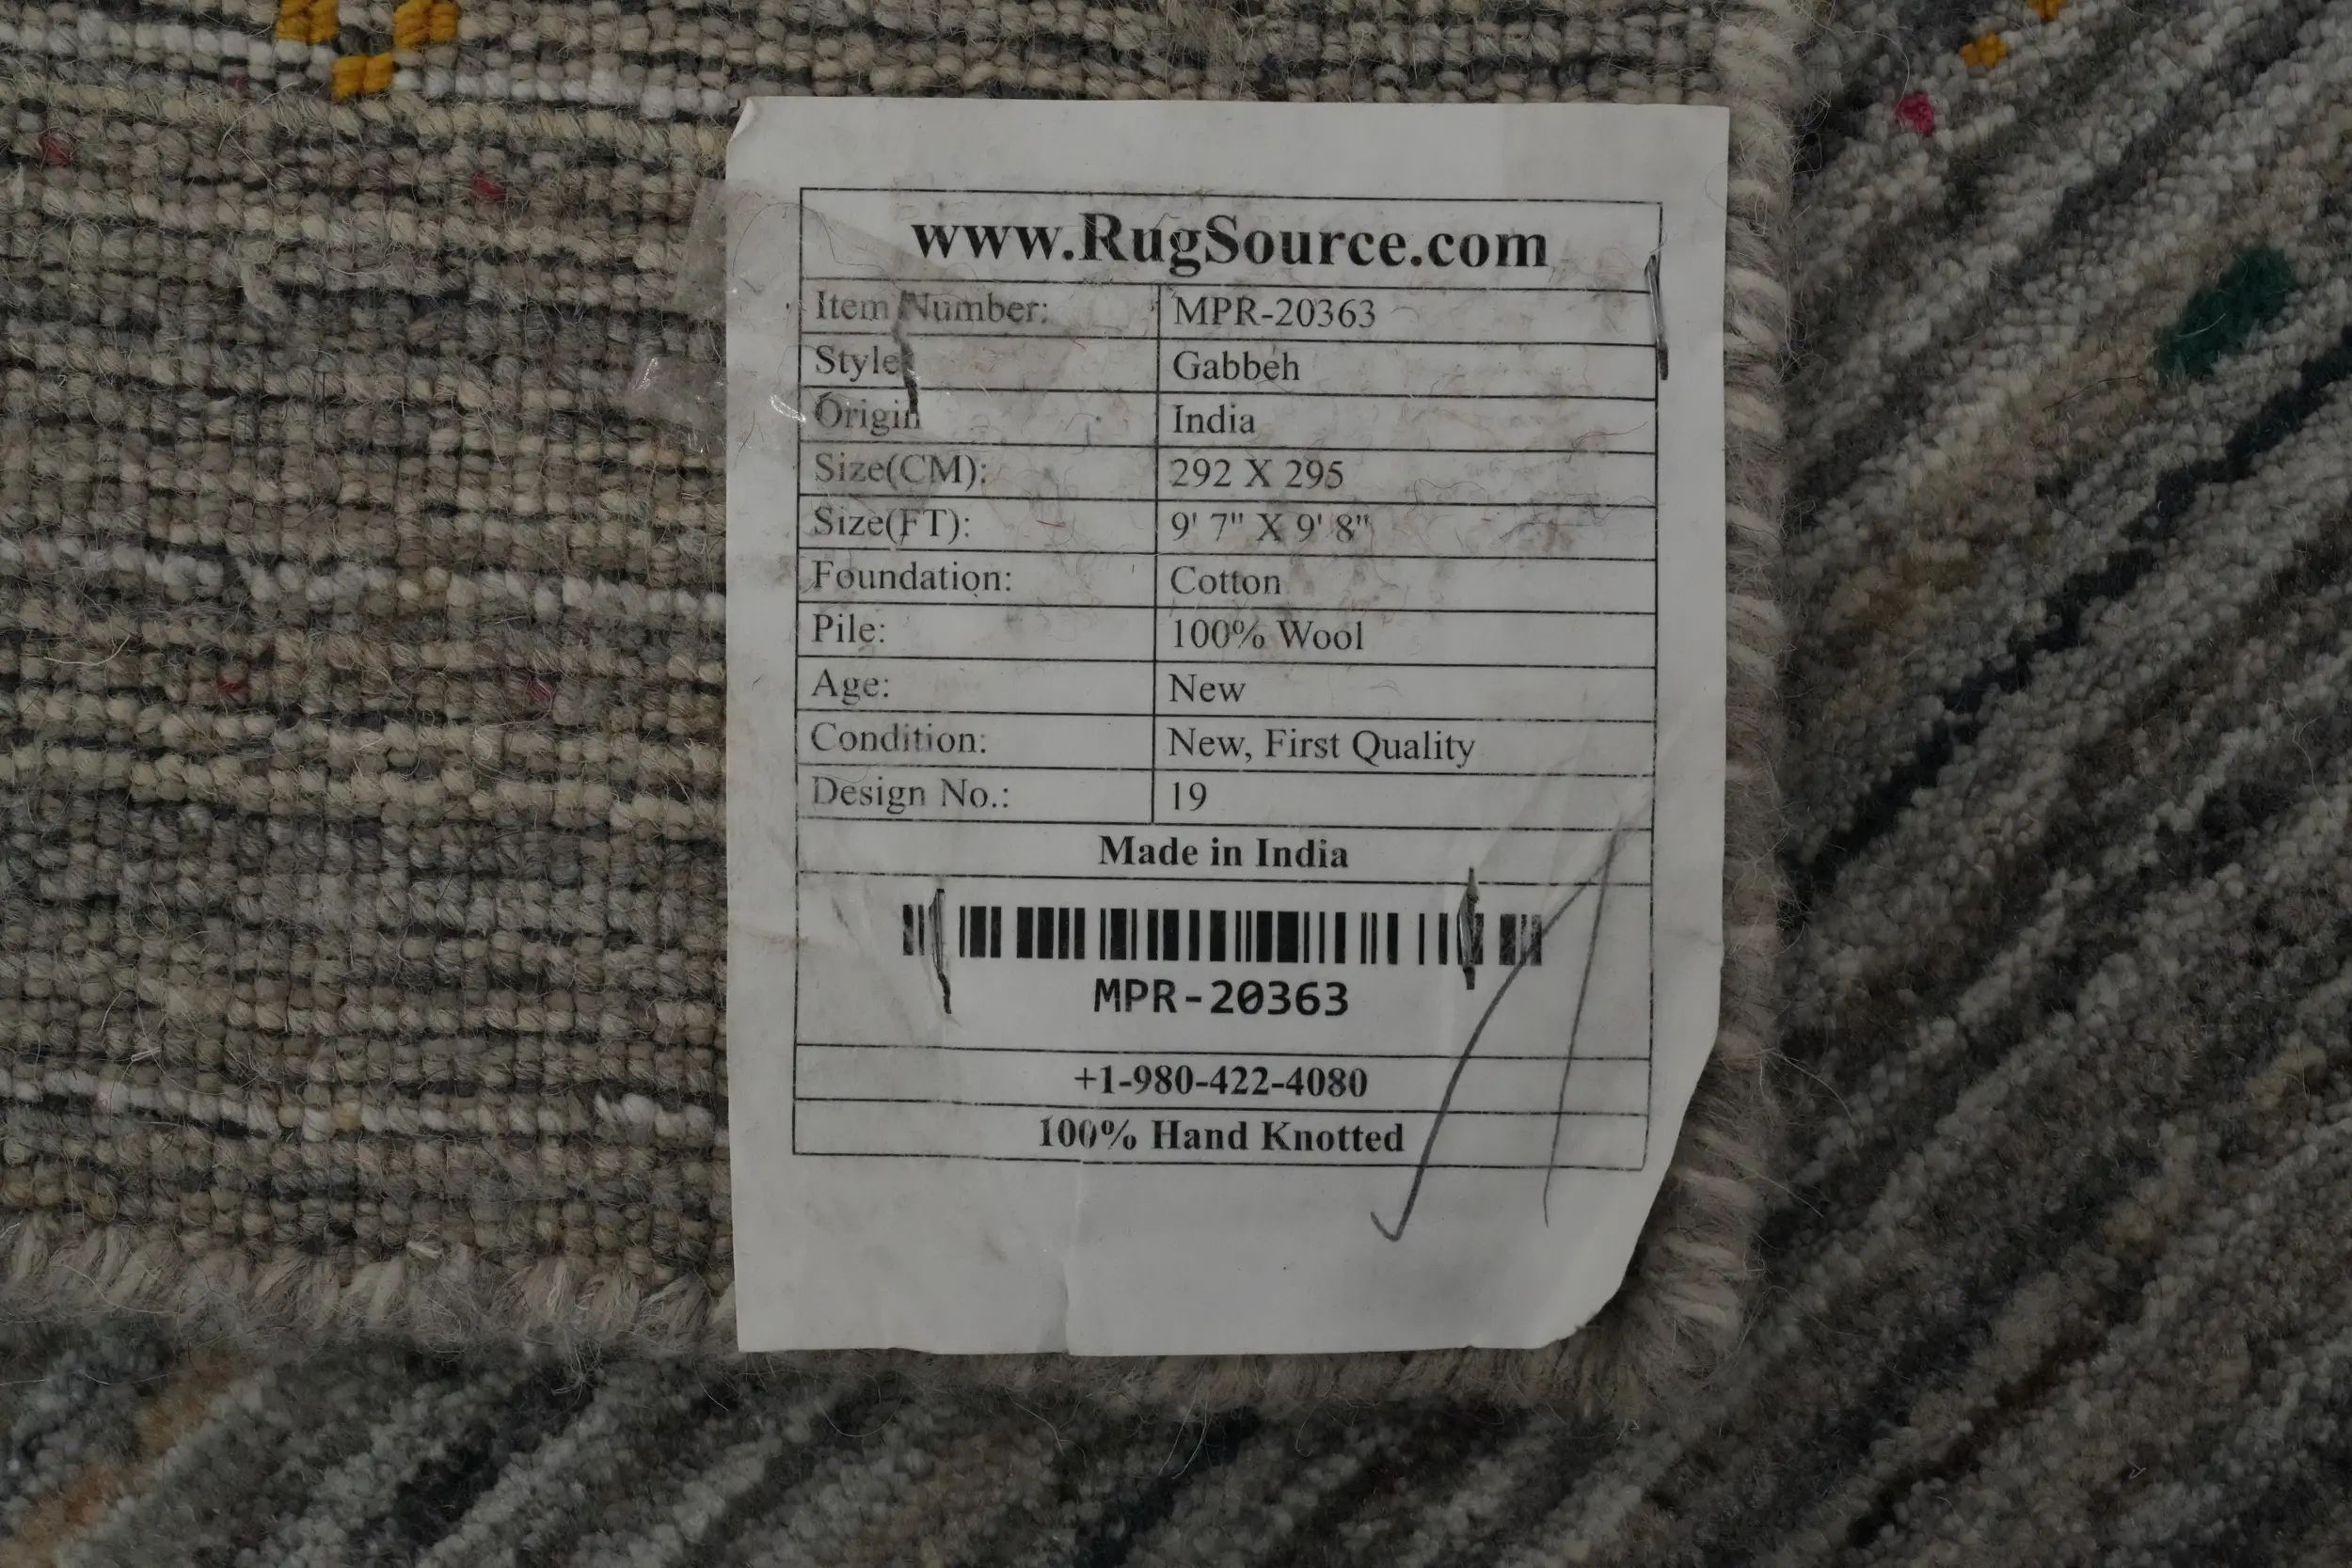 www.RugSource.com
Item Number: MPR-20363
Style Gabbeh
Origin India
Size(CM): 292 X 295
Size(FT): 9' 7" X 9' 8"
Foundation: Cotton
Pile: 100% Wool
Age: New
Condition: New, First Quality
Design No.: 19
Made in India
MPR-20363
+1-980-422-4080
100% Hand Knotted